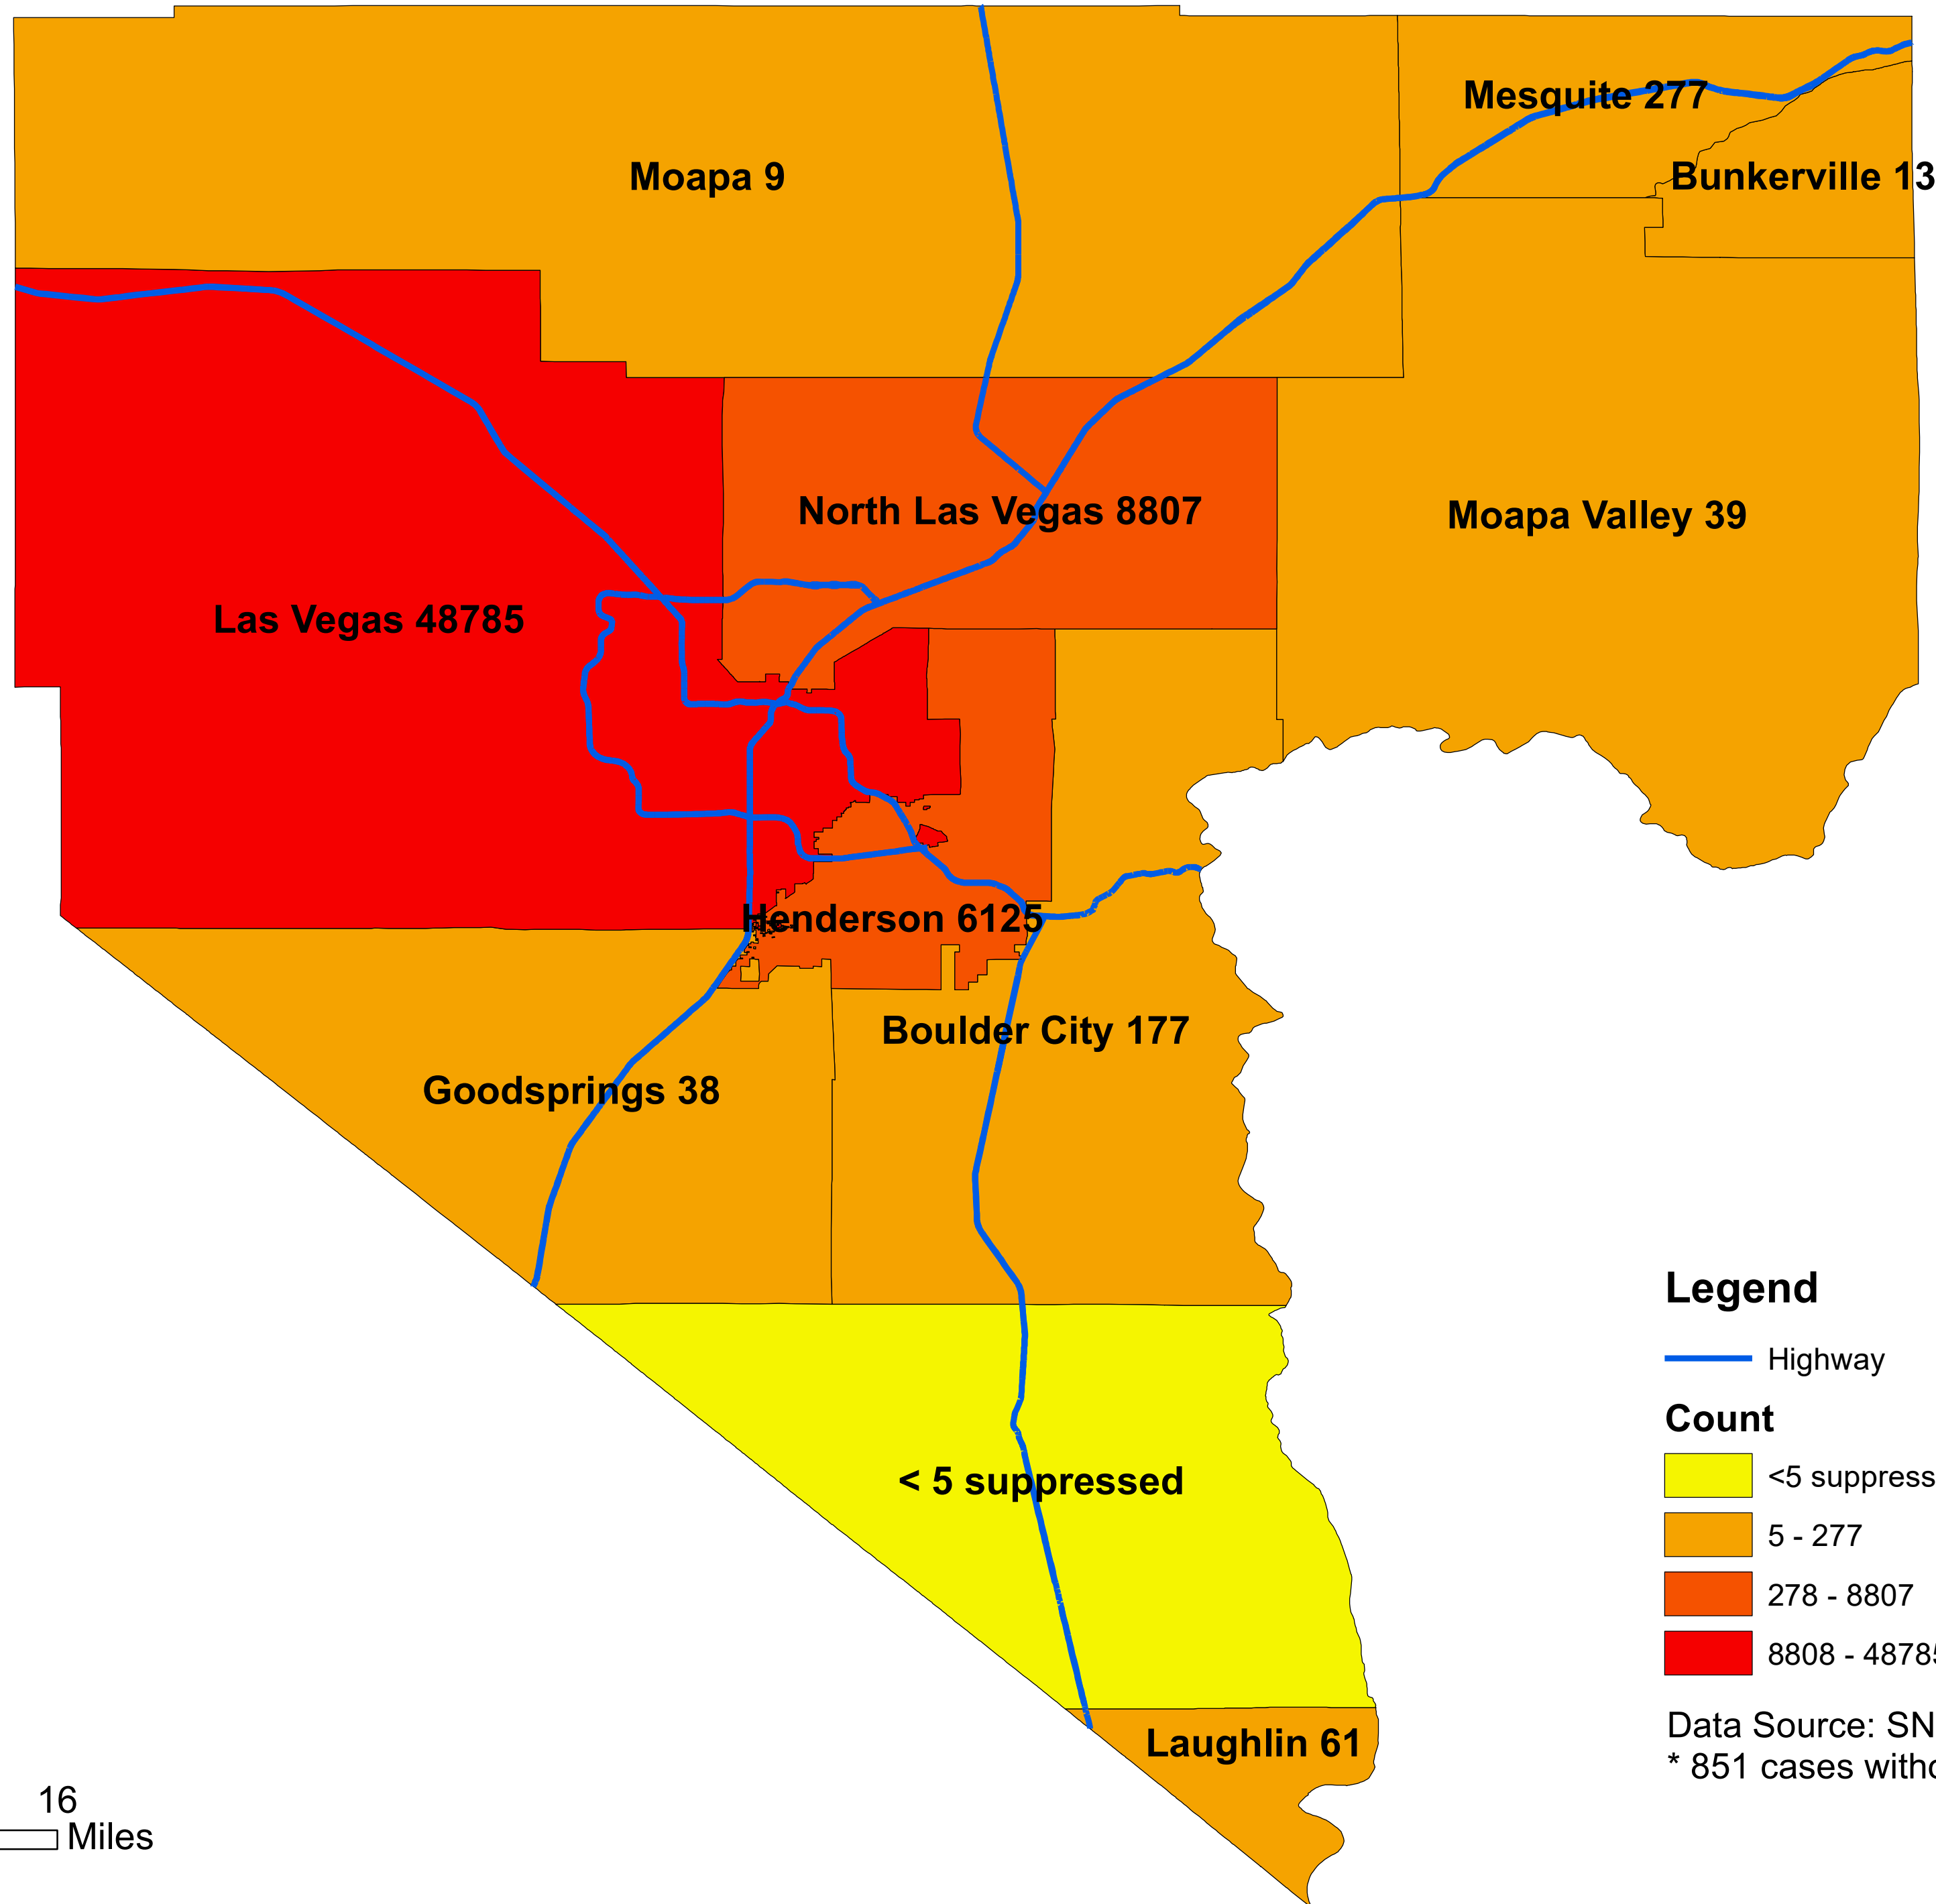 Mesquite 277
Moapa 9
Bunkerville 13
North Las Vegas 8807
Moapa Valley 39
Las Vegas 48785
Henderson 6125
Boulder City 177
Goodsprings 38
< 5 suppressed
Laughlin 61
Legend
Highway
Count
<5 suppress
5 - 277
278 - 8807
8808 - 48785
Data Source: SN
* 851 cases witho
16
Miles